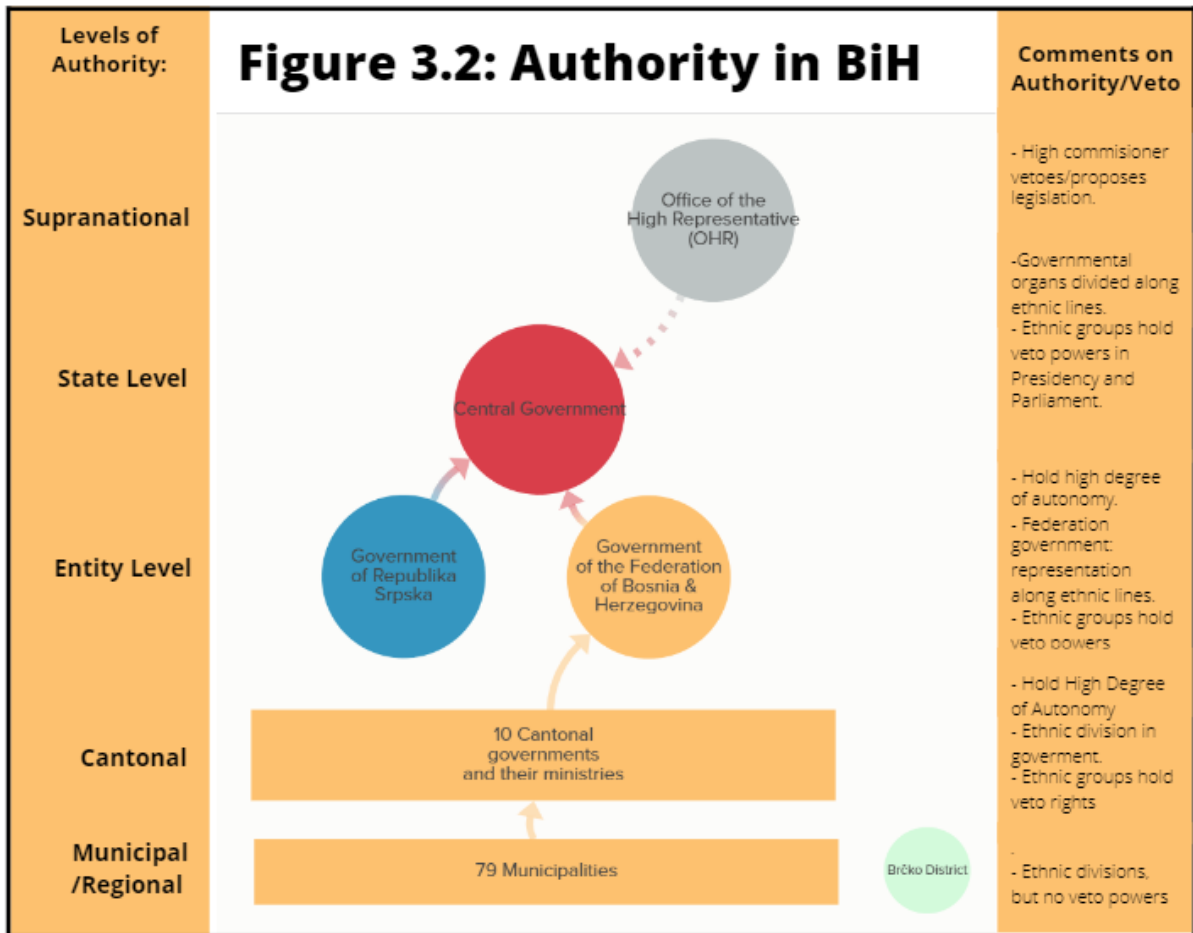 Levels of
Authority:
Figure 3.2: Authority in BiH
Comments on
Authority/Veto
Supranational
Office of the
High Representative
(OHR)
- High commisioner
vetoes/proposes
legislation.
State Level
Central Government
-Governmental
organs divided along
ethnic lines.
- Ethnic groups hold
veto powers in
Presidency and
Parliament.
Entity Level
Government
of Republika
Srpska
Government
of the Federation
of Bosnia &
Herzegovina
- Hold high degree
of autonomy.
- Federation
government:
representation
along ethnic lines.
- Ethnic groups hold
veto powers
Cantonal
10 Cantonal
governments
and their ministries
- Hold High Degree
of Autonomy
- Ethnic division in
goverment.
- Ethnic groups hold
veto rights
Municipal
/Regional
79 Municipalities
Brčko District
.
- Ethnic divisions,
but no veto powers